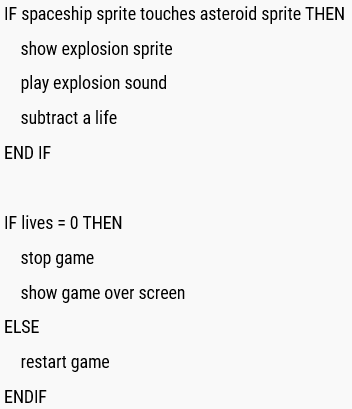 IF spaceship sprite touches asteroid sprite THEN
show explosion sprite
play explosion sound
subtract a life
END IF
IF lives = 0 THEN
stop game
show game over screen
ELSE
restart game
ENDIF